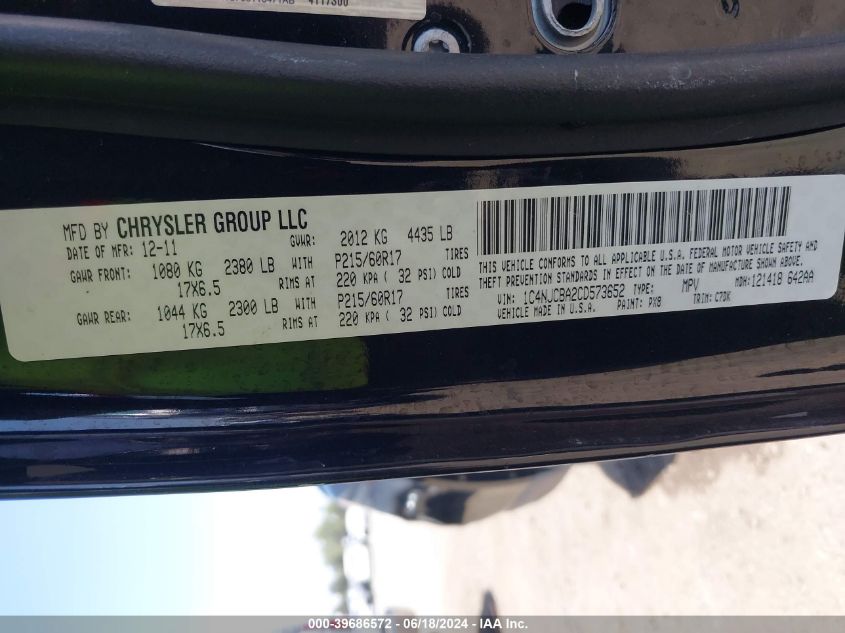 4117300
MFD BY CHRYSLER GROUP LLC
DATE OF MFR: 12-11 GVWR: 2012 KG 4435 LB
GAWR FRONT: 1080 KG 2380 LB WITH P215/60R17 TIRES
17X6.5 RIMS AT 220 KPA ( 32 PSI) COLD
GAWR REAR: 1044 KG 2300 LB WITH P215/60R17 TIRES
17X6.5 RIMS AT 220 KPA ( 32 PSI) COLD
THIS VEHICLE CONFORMS TO ALL APPLICABLE U.S.A. FEDERAL MOTOR VEHICLE SAFETY AND
THEFT PREVENTION STANDARDS IN EFFECT ON THE DATE OF MANUFACTURE SHOWN ABOVE.
VIN: 1C4NJCBA2CD573652 TYPE: MPV MDH:121418 642AA
VEHICLE MADE IN U.S.A. PAINT: PX8 TRIM: C7DK
000-39686572 - 06/18/2024 - IAA Inc.